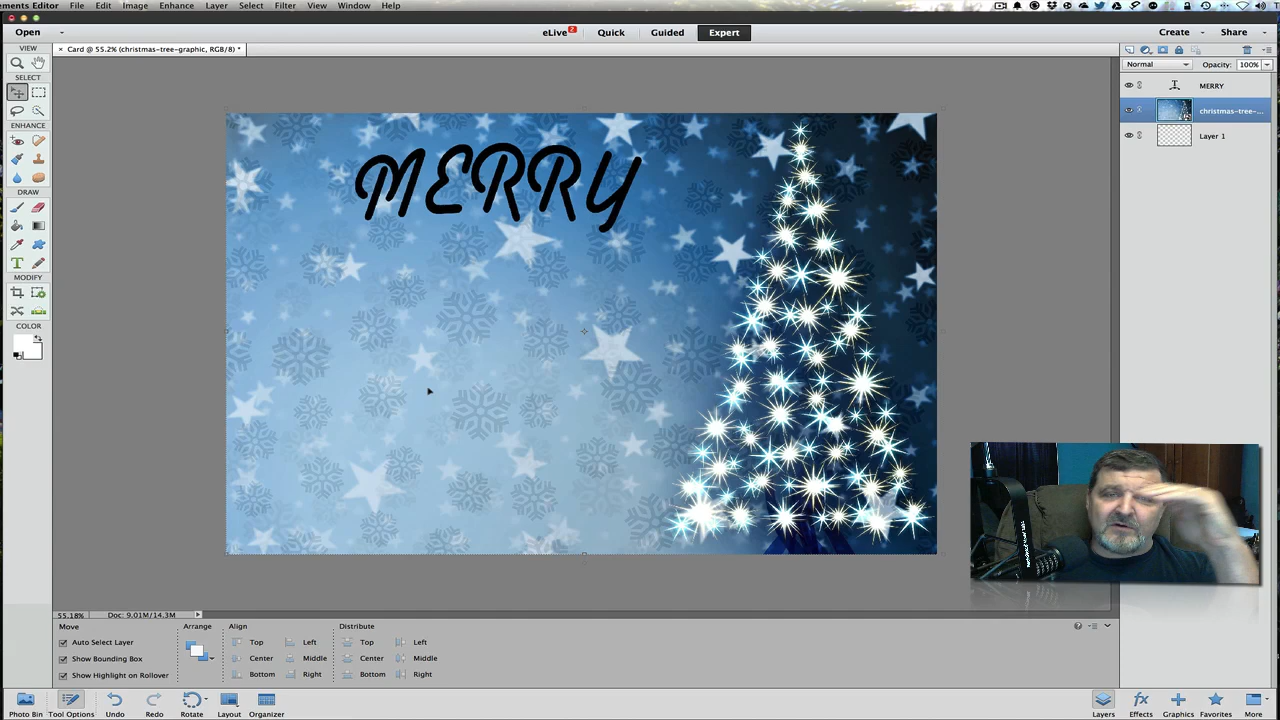 ements Editor File Edit Image Enhance Layer Select Filter View Window Help
Open eLive 2 Quick Guided Expert Create Share
VIEW × Card @ 55.2% (christmas-tree-graphic, RGB/8) *
Normal Opacity: 100%
SELECT
MERRY
christmas-tree-...
Layer 1
ENHANCE
DRAW
MODIFY
COLOR
MERRY
55.18% Doc: 9.01M/14.3M
Move Arrange Align Distribute
Auto Select Layer Top Left Top Left
Show Bounding Box Center Middle Center Middle
Show Highlight on Rollover Bottom Right Bottom Right
Photo Bin Tool Options Undo Redo Rotate Layout Organizer Layers Effects Graphics Favorites More